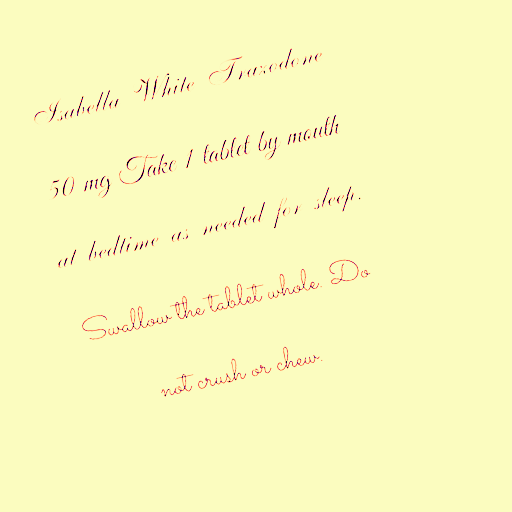 Isabella White Trazodone
50 mg Take 1 tablet by mouth
at bedtime as needed for sleep.
Swallow the tablet whole. Do
not crush or chew.